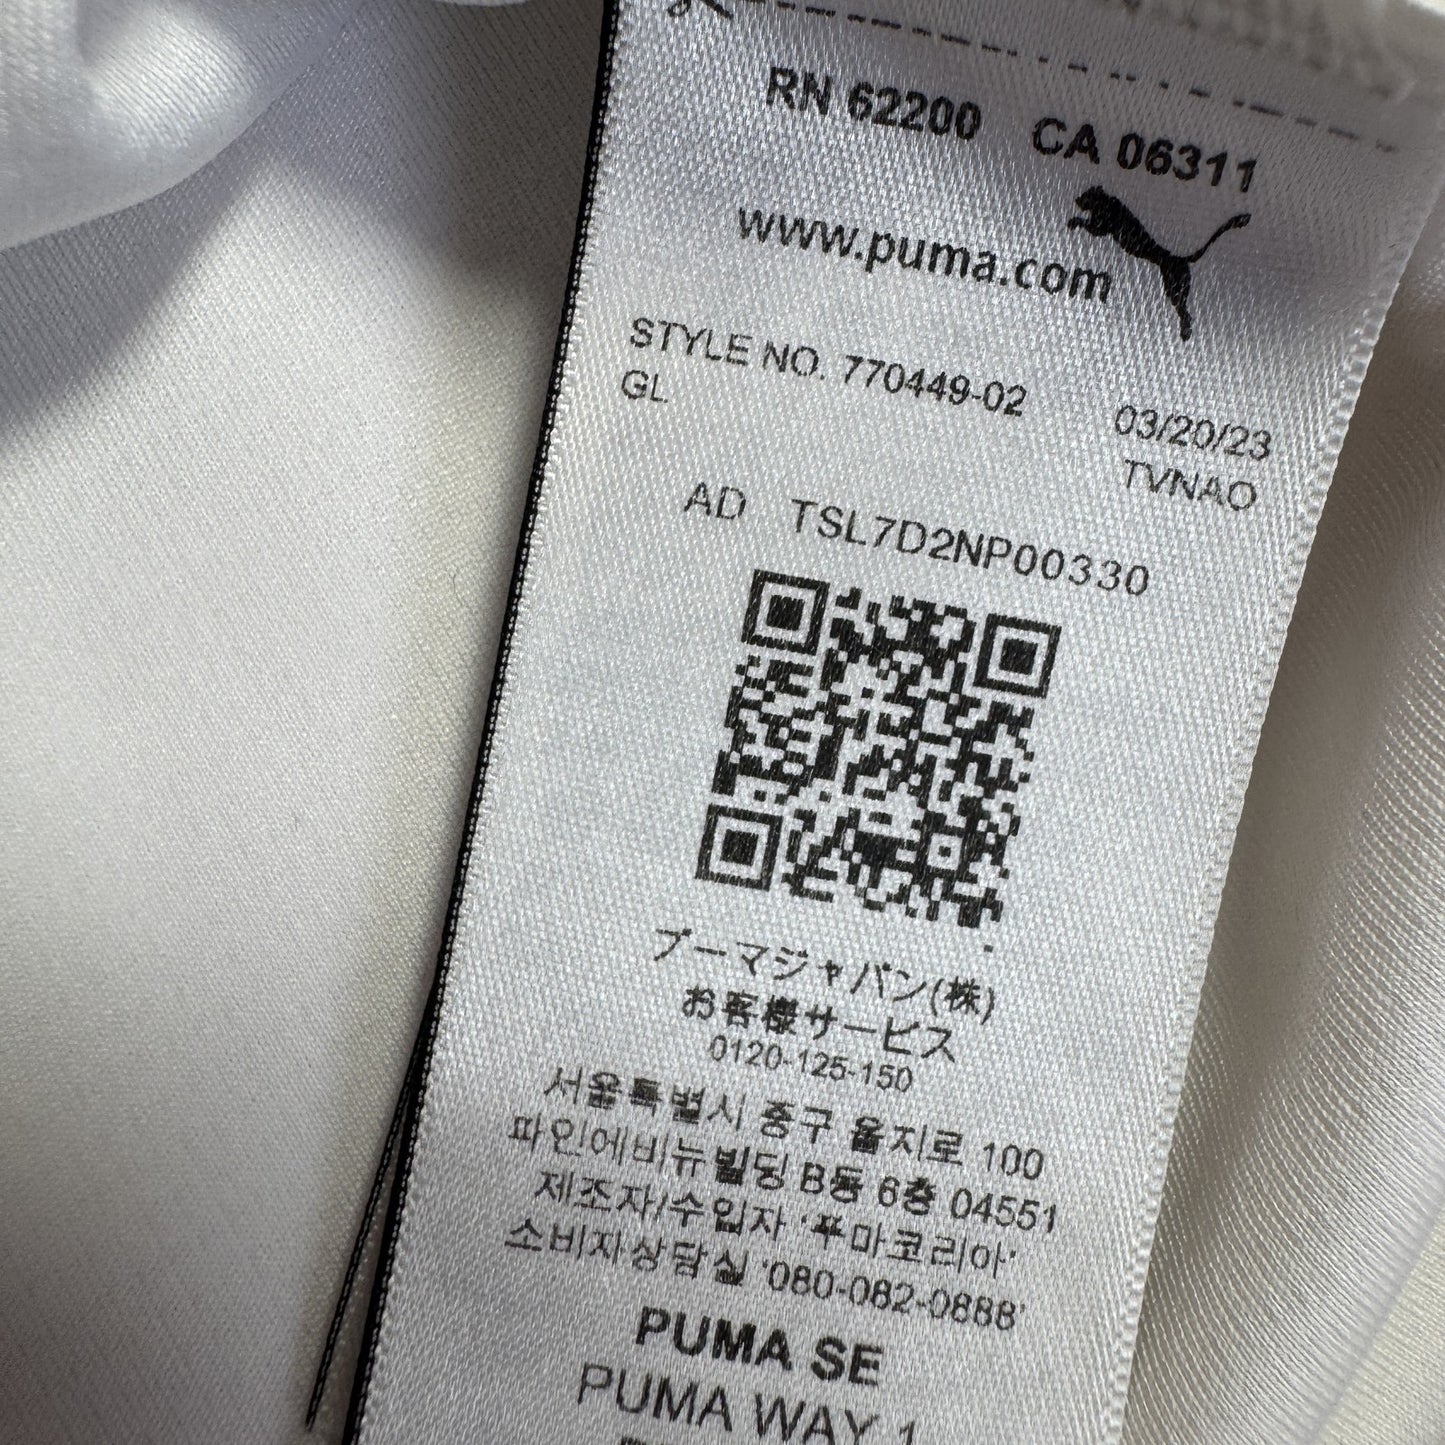 RN 62200 CA 06311
www.puma.com
STYLE NO. 770449-02 03/20/23
GL TVNAO
AD TSL7D2NP00330
プーマジャパン(株)
お客様サービス
0120-125-150
서울특별시 중구 을지로 100
파인에비뉴빌딩 B동 6층 04551
제조자/수입자 '푸마코리아'
소비자상담실 '080-082-0888'
PUMA SE
PUMA WAY 1